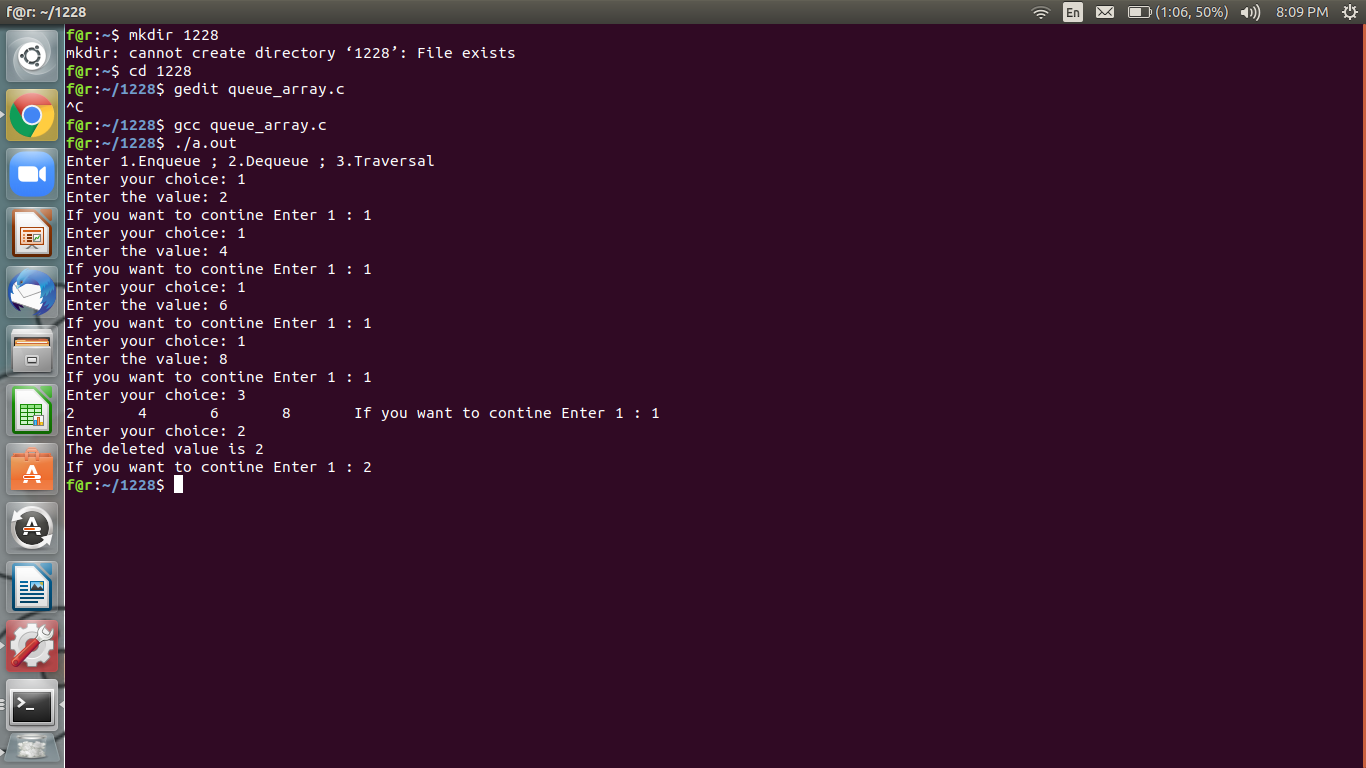 f@r: ~/1228
En (1:06, 50%) 8:09 PM
f@r:~$ mkdir 1228
mkdir: cannot create directory ‘1228’: File exists
f@r:~$ cd 1228
f@r:~/1228$ gedit queue_array.c
^C
f@r:~/1228$ gcc queue_array.c
f@r:~/1228$ ./a.out
Enter 1.Enqueue ; 2.Dequeue ; 3.Traversal
Enter your choice: 1
Enter the value: 2
If you want to contine Enter 1 : 1
Enter your choice: 1
Enter the value: 4
If you want to contine Enter 1 : 1
Enter your choice: 1
Enter the value: 6
If you want to contine Enter 1 : 1
Enter your choice: 1
Enter the value: 8
If you want to contine Enter 1 : 1
Enter your choice: 3
2       4       6       8       If you want to contine Enter 1 : 1
Enter your choice: 2
The deleted value is 2
If you want to contine Enter 1 : 2
f@r:~/1228$